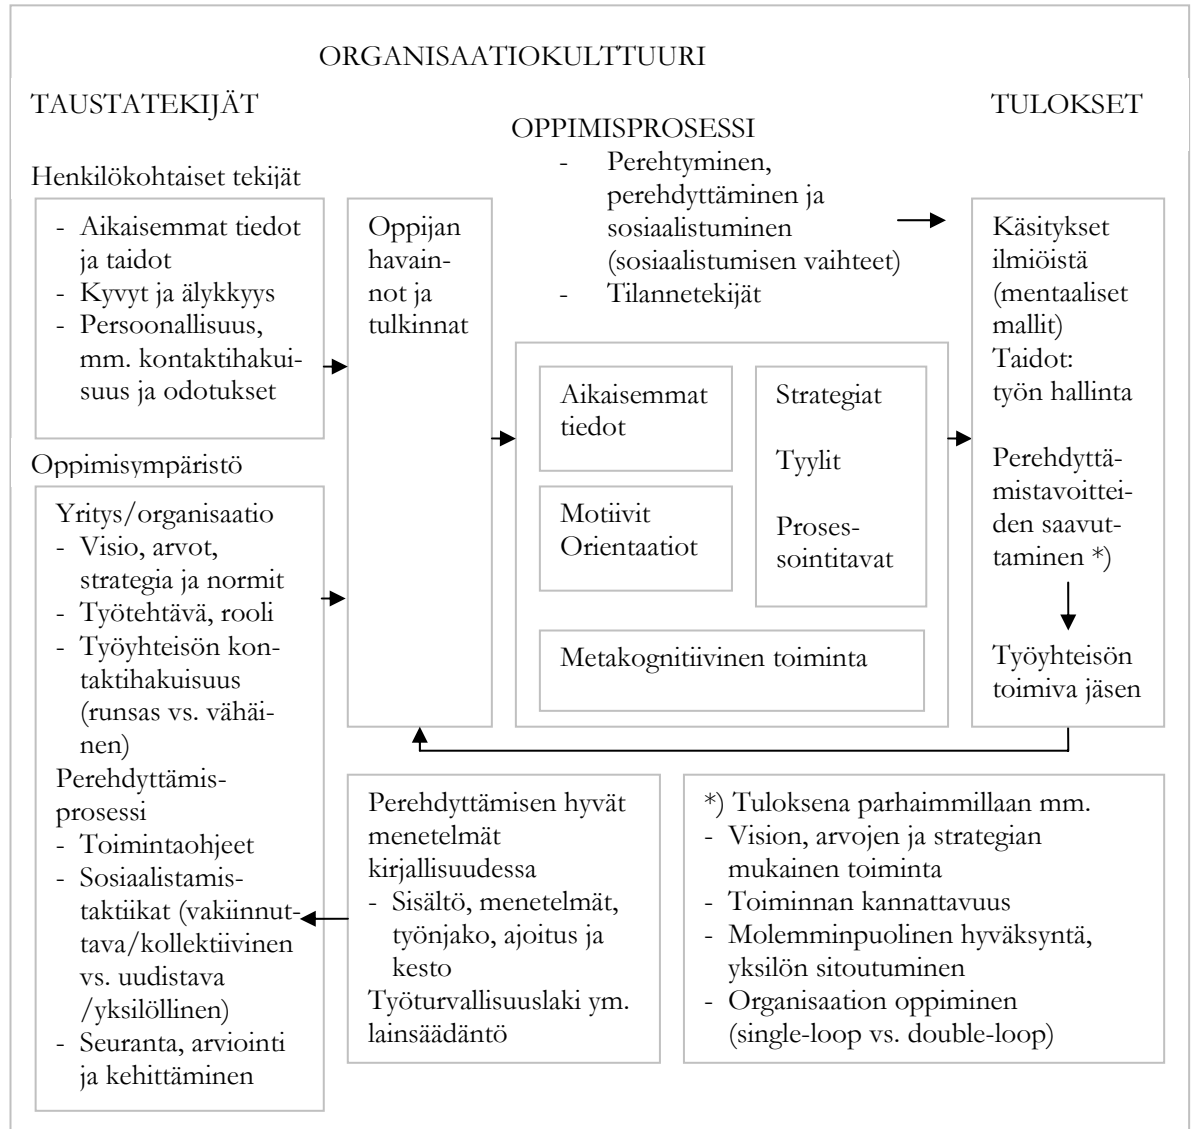 ORGANISAATIOKULTTUURI
TAUSTATEKIJÄT
TULOKSET
OPPIMISPROSESSI
- Perehtyminen,
perehdyttäminen ja
sosiaalistuminen
(sosiaalistumisen vaihteet)
- Tilannetekijät
Henkilökohtaiset tekijät
- Aikaisemmat tiedot
ja taidot
- Kyvyt ja älykkyys
- Persoonallisuus,
mm. kontaktihakui-
suus ja odotukset
Oppimisympäristö
Yritys/organisaatio
- Visio, arvot,
strategia ja normit
- Työtehtävä, rooli
- Työyhteisön kon-
taktihakuisuus
(runsas vs. vähäi-
nen)
Perehdyttämis-
prosessi
- Toimintaohjeet
- Sosiaalistamis-
taktiikat (vakiinnut-
tava/kollektiivinen
vs. uudistava
/yksilöllinen)
- Seuranta, arviointi
ja kehittäminen
Oppijan
havain-
not ja
tulkinnat
Aikaisemmat
tiedot
Motiivit
Orientaatiot
Strategiat
Tyylit
Proses-
sointitavat
Metakognitiivinen toiminta
Käsitykset
ilmiöistä
(mentaaliset
mallit)
Taidot:
työn hallinta
Perehdyttä-
mistavoittei-
den saavut-
taminen *)
Työyhteisön
toimiva jäsen
Perehdyttämisen hyvät
menetelmät
kirjallisuudessa
- Sisältö, menetelmät,
työnjako, ajoitus ja
kesto
Työturvallisuuslaki ym.
lainsäädäntö
*) Tuloksena parhaimmillaan mm.
- Vision, arvojen ja strategian
mukainen toiminta
- Toiminnan kannattavuus
- Molemminpuolinen hyväksyntä,
yksilön sitoutuminen
- Organisaation oppiminen
(single-loop vs. double-loop)